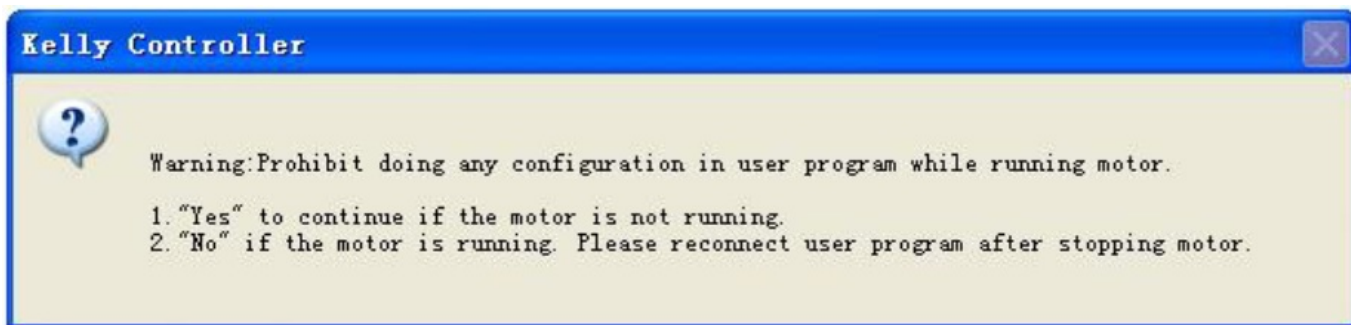 Kelly Controller
Warning:Prohibit doing any configuration in user program while running motor.
1."Yes" to continue if the motor is not running.
2."No" if the motor is running. Please reconnect user program after stopping motor.